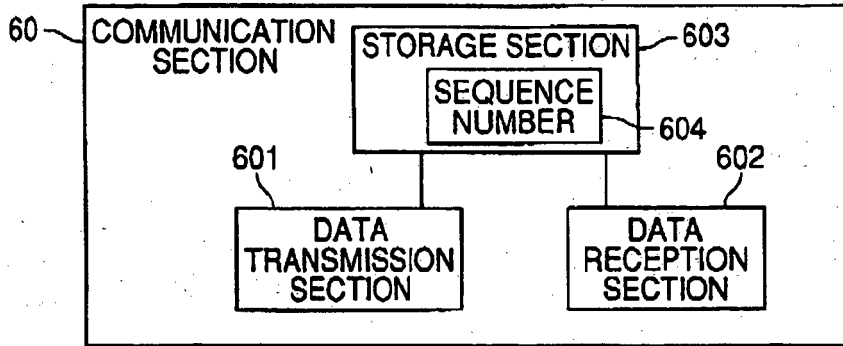 60
COMMUNICATION
SECTION
STORAGE SECTION
603
SEQUENCE
NUMBER
604
601
602
DATA
TRANSMISSION
SECTION
DATA
RECEPTION
SECTION